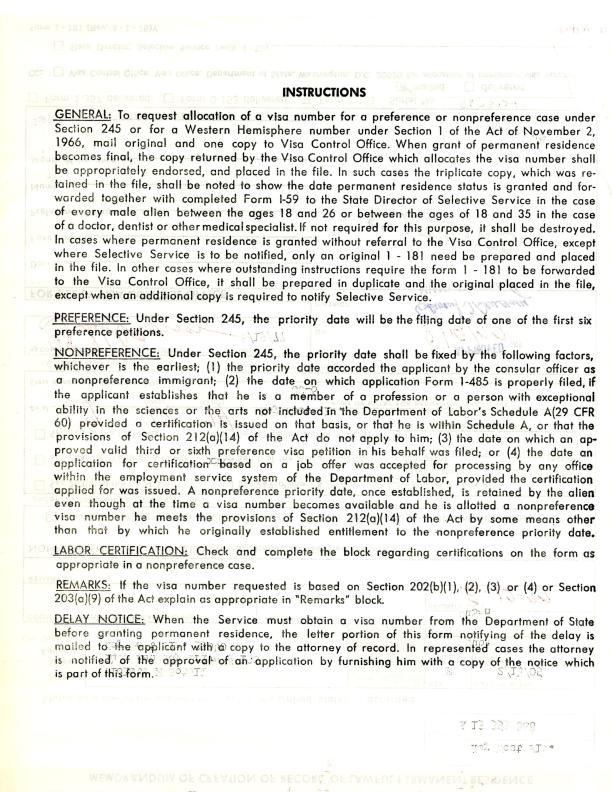 INSTRUCTIONS
GENERAL: To request allocation of a visa number for a preference or nonpreference case under
Section 245 or for a Western Hemisphere number under Section 1 of the Act of November 2,
1966, mail original and one copy to Visa Control Office. When grant of permanent residence
becomes final, the copy returned by the Visa Control Office which allocates the visa number shall
be appropriately endorsed, and placed in the file. In such cases the triplicate copy, which was re-
tained in the file, shall be noted to show the date permanent residence status is granted and for-
warded together with completed Form I-59 to the State Director of Selective Service in the case
of every male alien between the ages 18 and 26 or between the ages of 18 and 35 in the case
of a doctor, dentist or other medical specialist. If not required for this purpose, it shall be destroyed.
In cases where permanent residence is granted without referral to the Visa Control Office, except
where Selective Service is to be notified, only an original 1 - 181 need be prepared and placed
in the file. In other cases where outstanding instructions require the form 1 - 181 to be forwarded
to the Visa Control Office, it shall be prepared in duplicate and the original placed in the file,
except when an additional copy is required to notify Selective Service.
PREFERENCE: Under Section 245, the priority date will be the filing date of one of the first six
preference petitions.
NONPREFERENCE: Under Section 245, the priority date shall be fixed by the following factors,
whichever is the earliest; (1) the priority date accorded the applicant by the consular officer as
a nonpreference immigrant; (2) the date on which application Form 1-485 is properly filed, if
the applicant establishes that he is a member of a profession or a person with exceptional
ability in the sciences or the arts not included in the Department of Labor's Schedule A(29 CFR
60) provided a certification is issued on that basis, or that he is within Schedule A, or that the
provisions of Section 212(a)(14) of the Act do not apply to him; (3) the date on which an ap-
proved valid third or sixth preference visa petition in his behalf was filed; or (4) the date an
application for certification based on a job offer was accepted for processing by any office
within the employment service system of the Department of Labor, provided the certification
applied for was issued. A nonpreference priority date, once established, is retained by the alien
even though at the time a visa number becomes available and he is allotted a nonpreference
visa number he meets the provisions of Section 212(a)(14) of the Act by some means other
than that by which he originally established entitlement to the nonpreference priority date.
LABOR CERTIFICATION: Check and complete the block regarding certifications on the form as
appropriate in a nonpreference case.
REMARKS: If the visa number requested is based on Section 202(b)(1), (2), (3) or (4) or Section
203(a)(9) of the Act explain as appropriate in "Remarks" block.
DELAY NOTICE: When the Service must obtain a visa number from the Department of State
before granting permanent residence, the letter portion of this form notifying of the delay is
mailed to the applicant with a copy to the attorney of record. In represented cases the attorney
is notified of the approval of an application by furnishing him with a copy of the notice which
is part of this form.